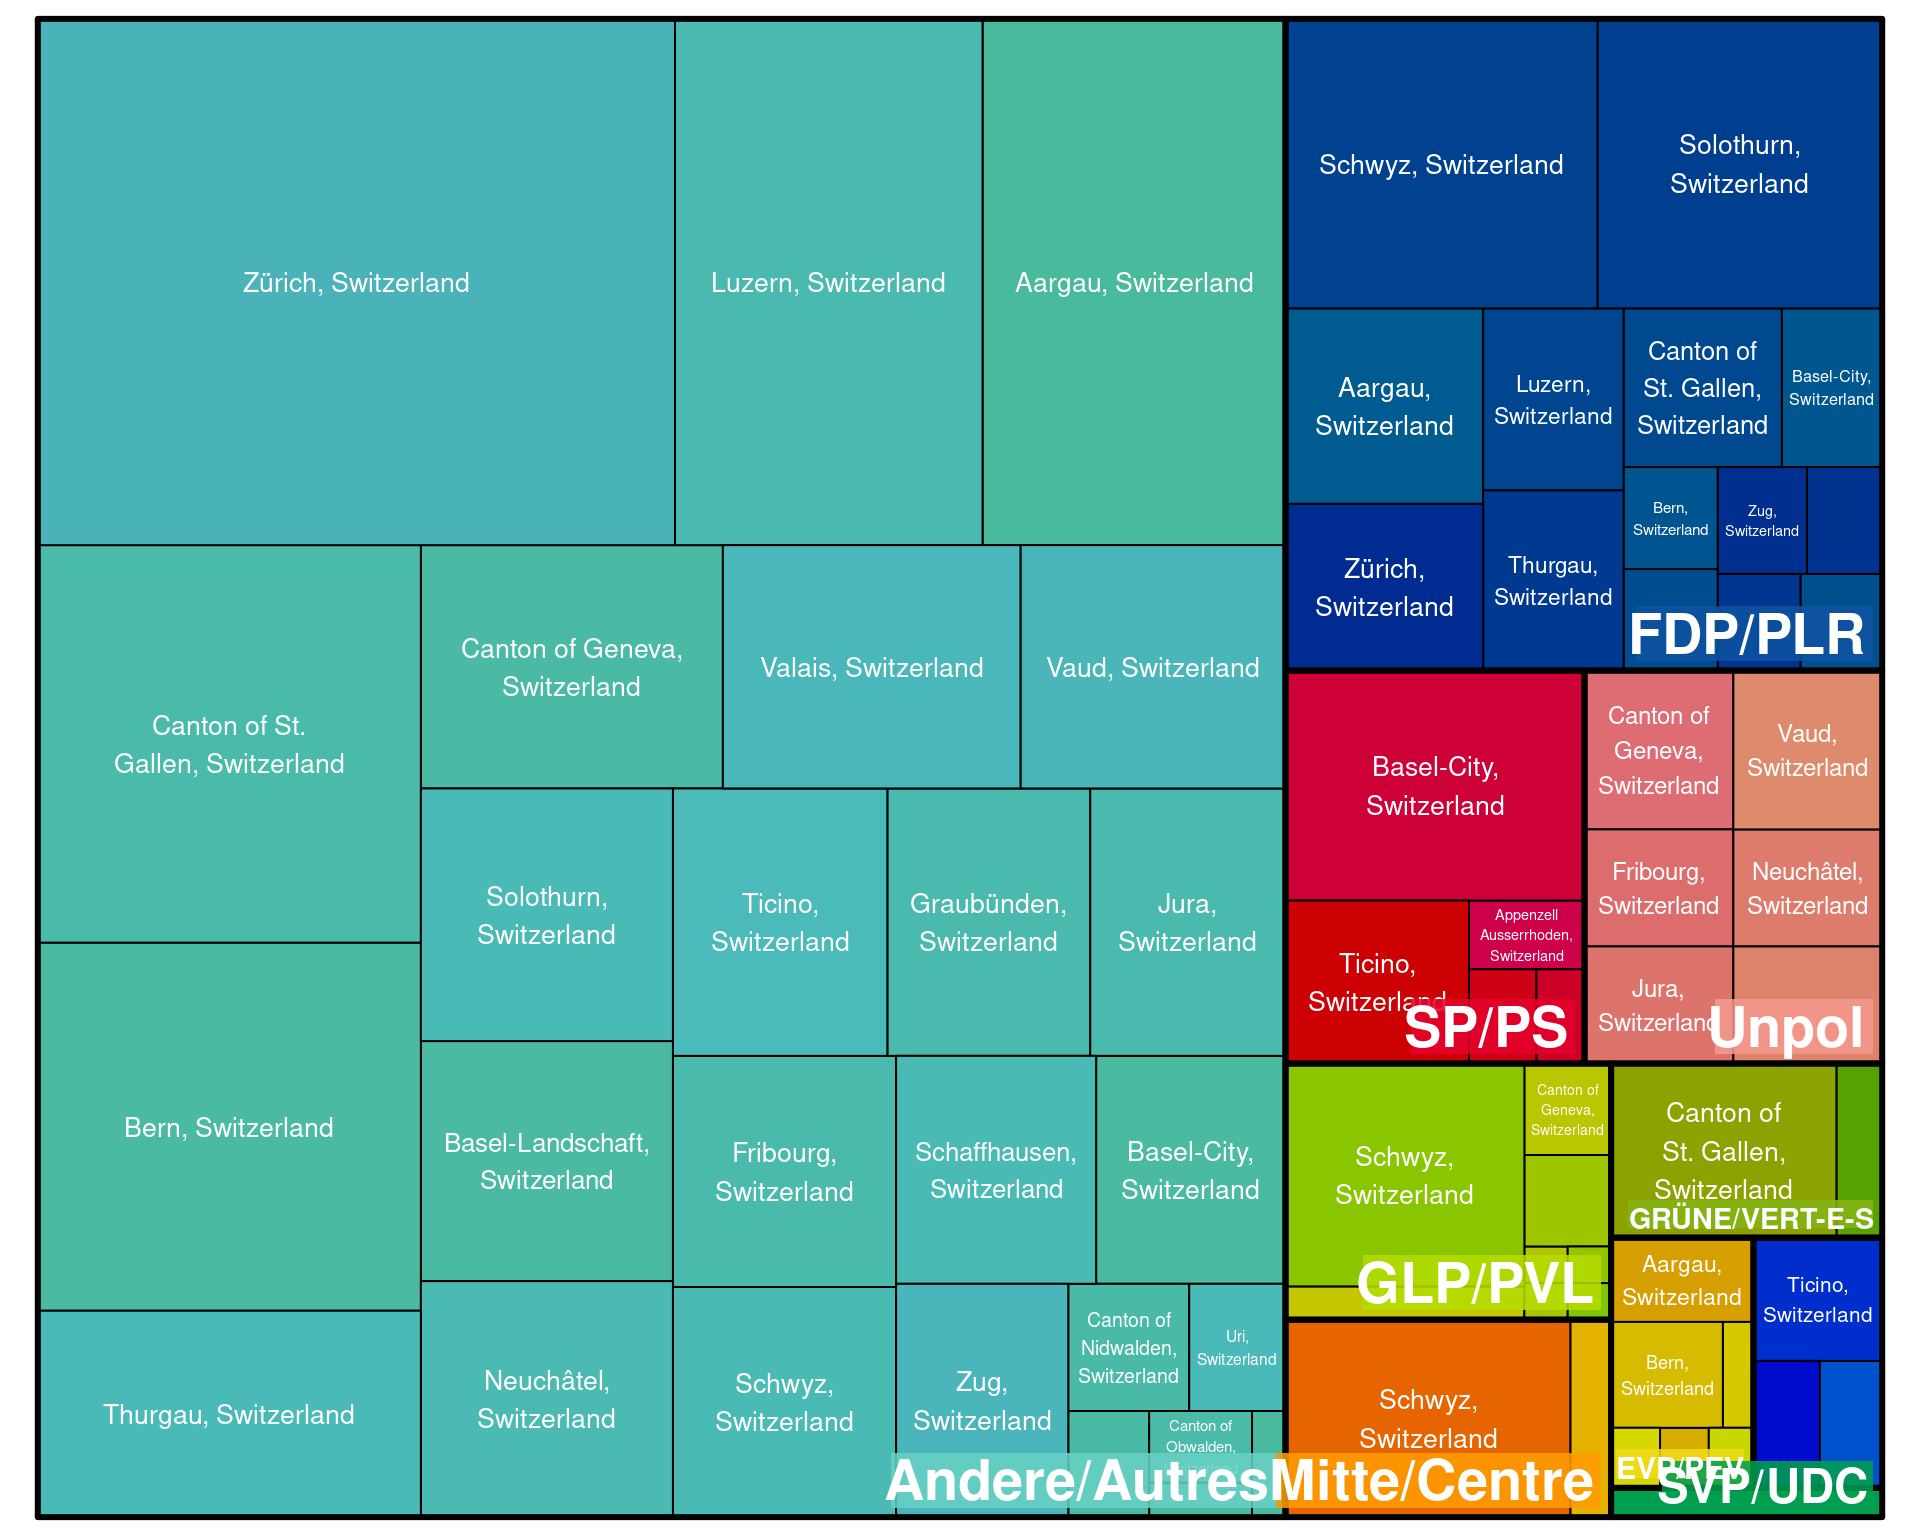 Zürich, Switzerland
Luzern, Switzerland
Aargau, Switzerland
Canton of St.
Gallen, Switzerland
Canton of Geneva,
Switzerland
Valais, Switzerland
Vaud, Switzerland
Bern, Switzerland
Solothurn,
Switzerland
Ticino,
Switzerland
Graubünden,
Switzerland
Jura,
Switzerland
Basel-Landschaft,
Switzerland
Fribourg,
Switzerland
Schaffhausen,
Switzerland
Basel-City,
Switzerland
Thurgau, Switzerland
Neuchâtel,
Switzerland
Schwyz,
Switzerland
Zug,
Switzerland
Canton of
Nidwalden,
Switzerland
Uri,
Switzerland
Canton of
Obwalden,
Andere/Autres
Schwyz, Switzerland
Solothurn,
Switzerland
Aargau,
Switzerland
Luzern,
Switzerland
Canton of
St. Gallen,
Switzerland
Basel-City,
Switzerland
Bern,
Switzerland
Zug,
Switzerland
Zürich,
Switzerland
Thurgau,
Switzerland
FDP/PLR
Basel-City,
Switzerland
Appenzell
Ausserrhoden,
Switzerland
Ticino,
Switzerland
SP/PS
Canton of
Geneva,
Switzerland
Vaud,
Switzerland
Fribourg,
Switzerland
Neuchâtel,
Switzerland
Jura,
Switzerland
Unpol
Schwyz,
Switzerland
Canton of
Geneva,
Switzerland
GLP/PVL
Canton of
St. Gallen,
Switzerland
GRÜNE/VERT-E-S
Schwyz,
Switzerland
Mitte/Centre
Aargau,
Switzerland
Bern,
Switzerland
EVP/PEV
Ticino,
Switzerland
SVP/UDC